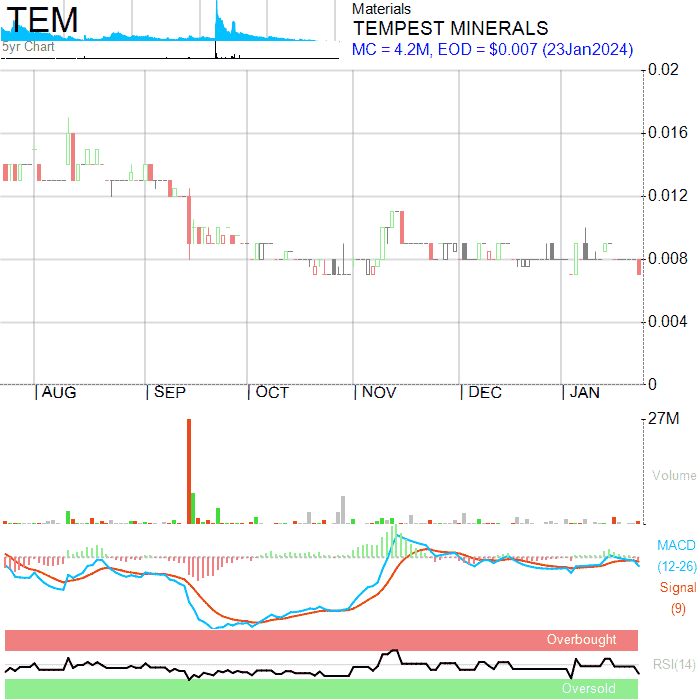 TEM
5yr Chart
Materials
TEMPEST MINERALS
MC = 4.2M, EOD = $0.007 (23Jan2024)
0.02
0.016
0.012
0.008
0.004
0
AUG
SEP
OCT
NOV
DEC
JAN
27M
Volume
MACD
(12-26)
Signal
(9)
Overbought
RSI(14)
Oversold